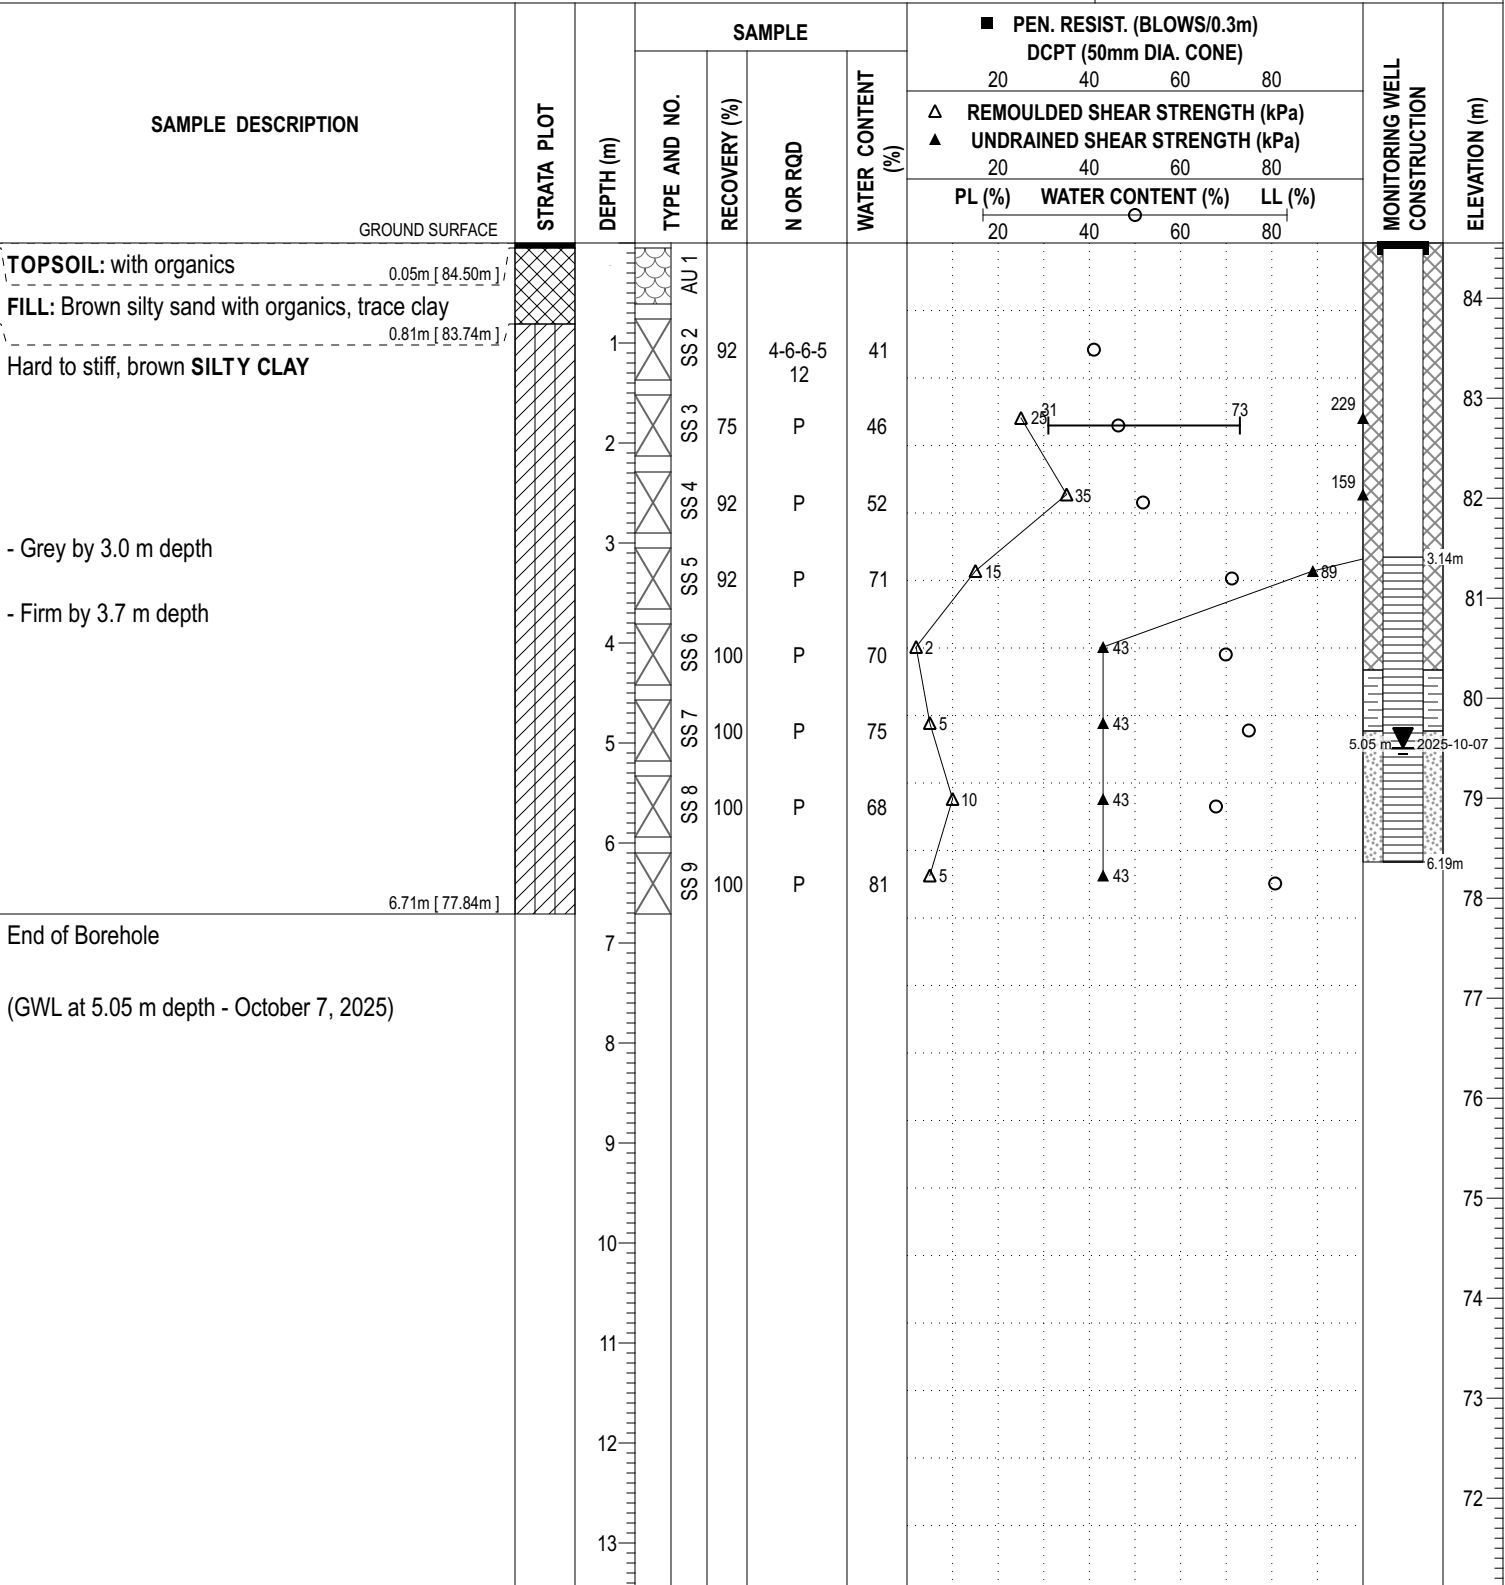 SAMPLE DESCRIPTION
STRATA PLOT
DEPTH (m)
SAMPLE
TYPE AND NO.
RECOVERY (%)
N OR RQD
WATER CONTENT (%)
■ PEN. RESIST. (BLOWS/0.3m)
DCPT (50mm DIA. CONE)
20 40 60 80
△ REMOULDED SHEAR STRENGTH (kPa)
▲ UNDRAINED SHEAR STRENGTH (kPa)
20 40 60 80
PL (%) WATER CONTENT (%) LL (%)
20 40 60 80
MONITORING WELL CONSTRUCTION
ELEVATION (m)
GROUND SURFACE
TOPSOIL: with organics
0.05m [ 84.50m ]
FILL: Brown silty sand with organics, trace clay
0.81m [ 83.74m ]
Hard to stiff, brown SILTY CLAY
- Grey by 3.0 m depth
- Firm by 3.7 m depth
6.71m [ 77.84m ]
End of Borehole
(GWL at 5.05 m depth - October 7, 2025)
1
2
3
4
5
6
7
8
9
10
11
12
13
AU 1
SS 2 92 4-6-6-5 41
12
SS 3 75 P 46
SS 4 92 P 52
SS 5 92 P 71
SS 6 100 P 70
SS 7 100 P 75
SS 8 100 P 68
SS 9 100 P 81
25 31 73 229
35 159
15 89
2 43
5 43
10 43
5 43
3.14m
5.05 m 2025-10-07
6.19m
84
83
82
81
80
79
78
77
76
75
74
73
72